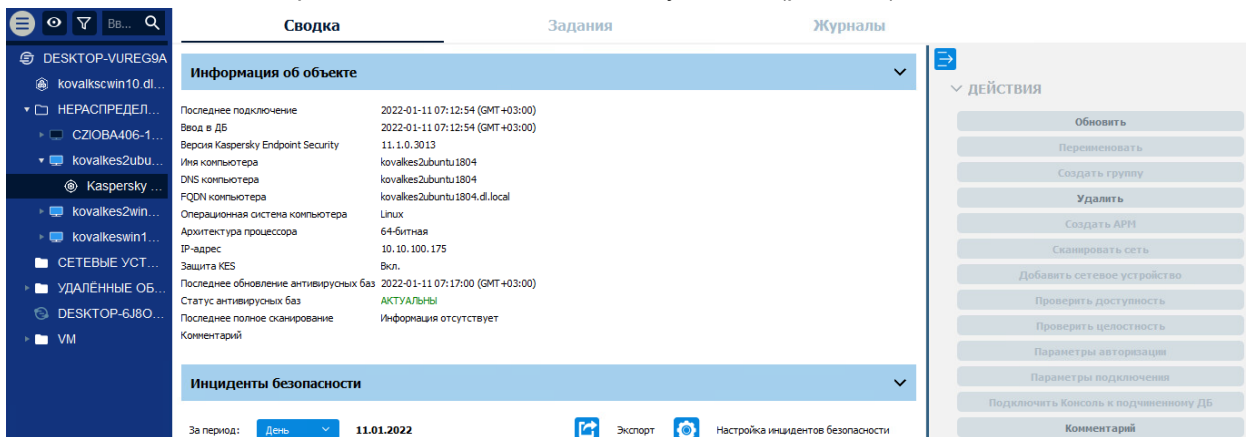 Вв...
Сводка
Задания
Журналы
DESKTOP-VUREG9A
kovalkscwin10.dl...
НЕРАСПРЕДЕЛ...
CZIOBA406-1...
kovalkes2ubu...
Kaspersky ...
kovalkes2win...
kovalkeswin1...
СЕТЕВЫЕ УСТ...
УДАЛЁННЫЕ ОБ...
DESKTOP-6J8O...
VM
Информация об объекте
Последнее подключение 2022-01-11 07:12:54 (GMT+03:00)
Ввод в ДБ 2022-01-11 07:12:54 (GMT+03:00)
Версия Kaspersky Endpoint Security 11.1.0.3013
Имя компьютера kovalkes2ubuntu1804
DNS компьютера kovalkes2ubuntu1804
FQDN компьютера kovalkes2ubuntu1804.dl.local
Операционная система компьютера Linux
Архитектура процессора 64-битная
IP-адрес 10.10.100.175
Защита KES Вкл.
Последнее обновление антивирусных баз 2022-01-11 07:17:00 (GMT+03:00)
Статус антивирусных баз АКТУАЛЬНЫ
Последнее полное сканирование Информация отсутствует
Комментарий
Инциденты безопасности
За период: День 11.01.2022 Экспорт Настройка инцидентов безопасности
ДЕЙСТВИЯ
Обновить
Переименовать
Создать группу
Удалить
Создать АРМ
Сканировать сеть
Добавить сетевое устройство
Проверить доступность
Проверить целостность
Параметры авторизации
Параметры подключения
Подключить Консоль к подчиненному ДБ
Комментарий